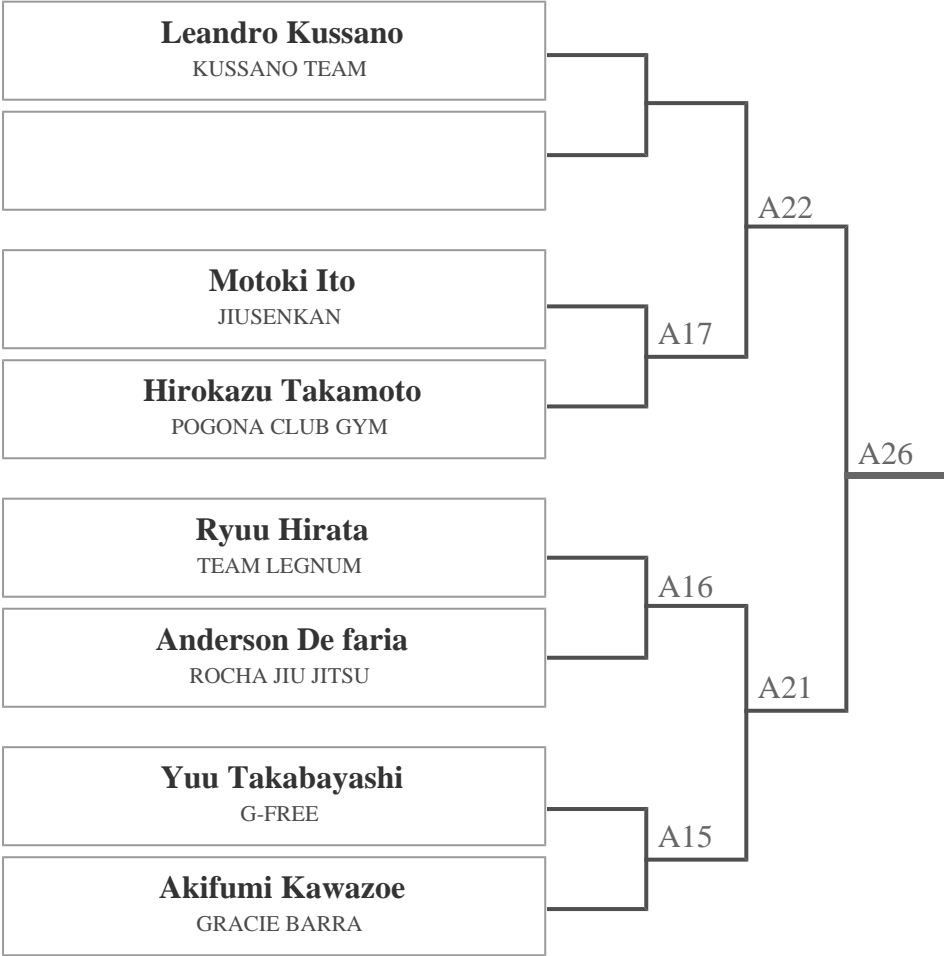 Leandro Kussano
KUSSANO TEAM
A22
Motoki Ito
JIUSENKAN
A17
Hirokazu Takamoto
POGONA CLUB GYM
A26
Ryuu Hirata
TEAM LEGNUM
A16
Anderson De faria
ROCHA JIU JITSU
A21
Yuu Takabayashi
G-FREE
A15
Akifumi Kawazoe
GRACIE BARRA